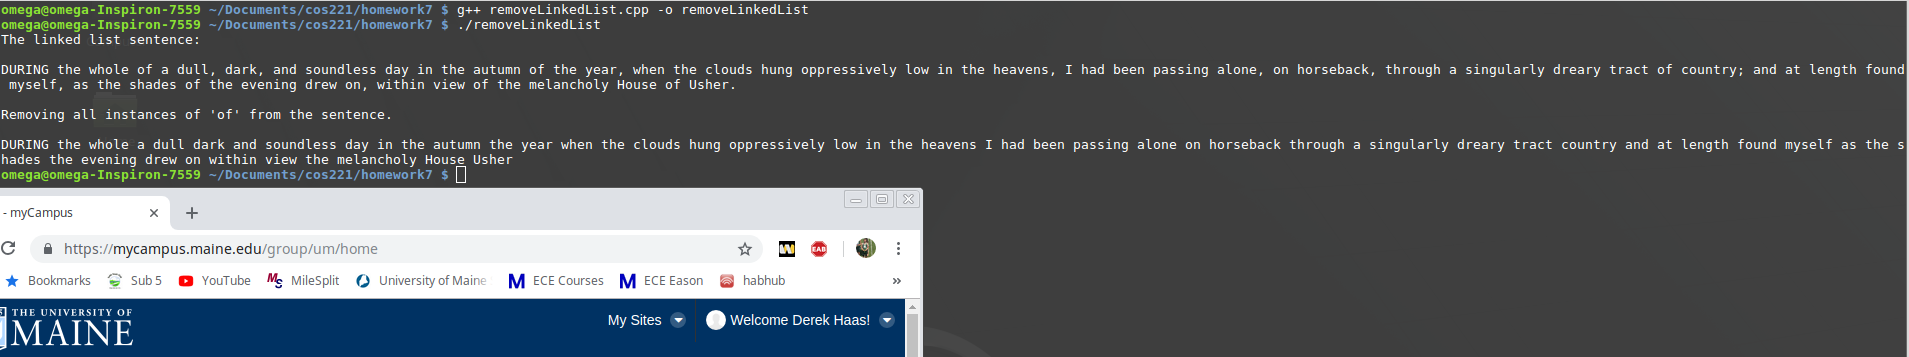 omega@omega-Inspiron-7559 ~/Documents/cos221/homework7 $ g++ removeLinkedList.cpp -o removeLinkedList
omega@omega-Inspiron-7559 ~/Documents/cos221/homework7 $ ./removeLinkedList
The linked list sentence:
DURING the whole of a dull, dark, and soundless day in the autumn of the year, when the clouds hung oppressively low in the heavens, I had been passing alone, on horseback, through a singularly dreary tract of country; and at length found
 myself, as the shades of the evening drew on, within view of the melancholy House of Usher.
Removing all instances of 'of' from the sentence.
DURING the whole a dull dark and soundless day in the autumn the year when the clouds hung oppressively low in the heavens I had been passing alone on horseback through a singularly dreary tract country and at length found myself as the s
hades the evening drew on within view the melancholy House Usher
omega@omega-Inspiron-7559 ~/Documents/cos221/homework7 $
- myCampus
https://mycampus.maine.edu/group/um/home
EAB
Bookmarks Sub 5 YouTube MileSplit University of Maine ECE Courses ECE Eason habhub »
THE UNIVERSITY OF
MAINE
My Sites Welcome Derek Haas!